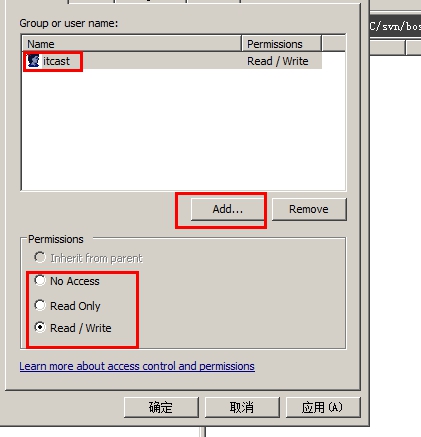 Group or user name:
Name Permissions
itcast Read / Write
Add... Remove
Permissions
Inherit from parent
No Access
Read Only
Read / Write
Learn more about access control and permissions
确定 取消 应用(A)
C/svn/bos